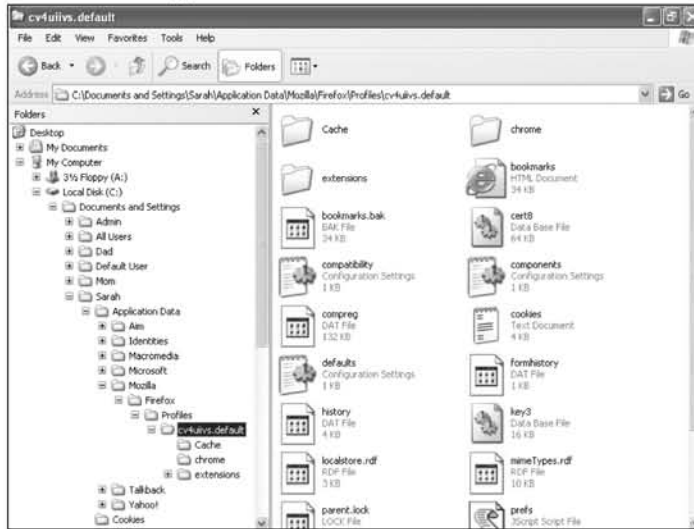 cv4uiivs.default
File Edit View Favorites Tools Help
Back Search Folders
Address C:\Documents and Settings\Sarah\Application Data\Mozilla\Firefox\Profiles\cv4uiivs.default Go
Folders
Desktop
My Documents
My Computer
3½ Floppy (A:)
Local Disk (C:)
Documents and Settings
Admin
All Users
Dad
Default User
Mom
Sarah
Application Data
Aim
Identities
Macromedia
Microsoft
Mozilla
Firefox
Profiles
cv4uiivs.default
Cache
chrome
extensions
Talkback
Yahoo!
Cookies
Cache
chrome
extensions
bookmarks
HTML Document
34 KB
bookmarks.bak
BAK File
34 KB
cert8
Data Base File
64 KB
compatibility
Configuration Settings
1 KB
components
Configuration Settings
1 KB
compreg
DAT File
132 KB
cookies
Text Document
4 KB
defaults
Configuration Settings
1 KB
formhistory
DAT File
1 KB
history
DAT File
4 KB
key3
Data Base File
16 KB
localstore.rdf
RDF File
3 KB
mimeTypes.rdf
RDF File
10 KB
parent.lock
LOCK File
prefs
JScript Script File